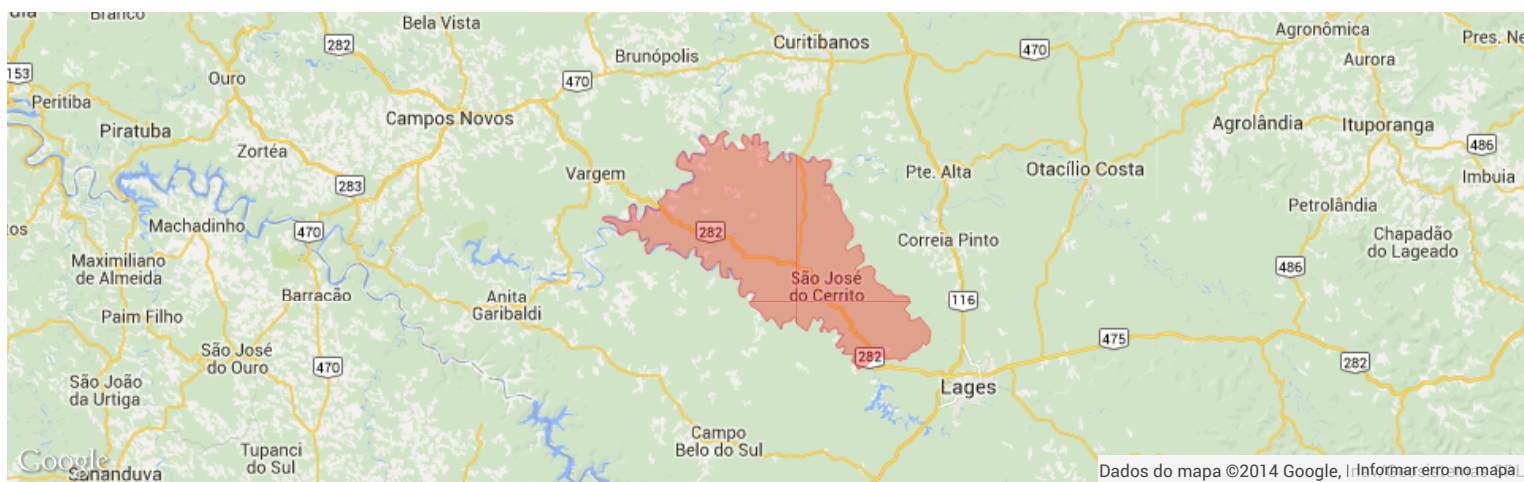 Branco
Bela Vista
282
Curitibanos
470
Agronômica
Pres. Ne
153
Ouro
Brunópolis
470
Aurora
Peritiba
Campos Novos
Piratuba
Agrolândia
Ituporanga
486
Zortéa
Vargem
Pte. Alta
Otacílio Costa
Imbuia
283
Petrolândia
Machadinho
470
282
Correia Pinto
Chapadão
do Lageado
Maximiliano
de Almeida
486
São José
do Cerrito
Barracão
Anita
Garibaldi
116
Paim Filho
475
São José
do Ouro
470
282
282
São João
da Urtiga
Lages
Campo
Belo do Sul
Tupanci
do Sul
Google
Sananduva
Dados do mapa ©2014 Google, Informar erro no mapa